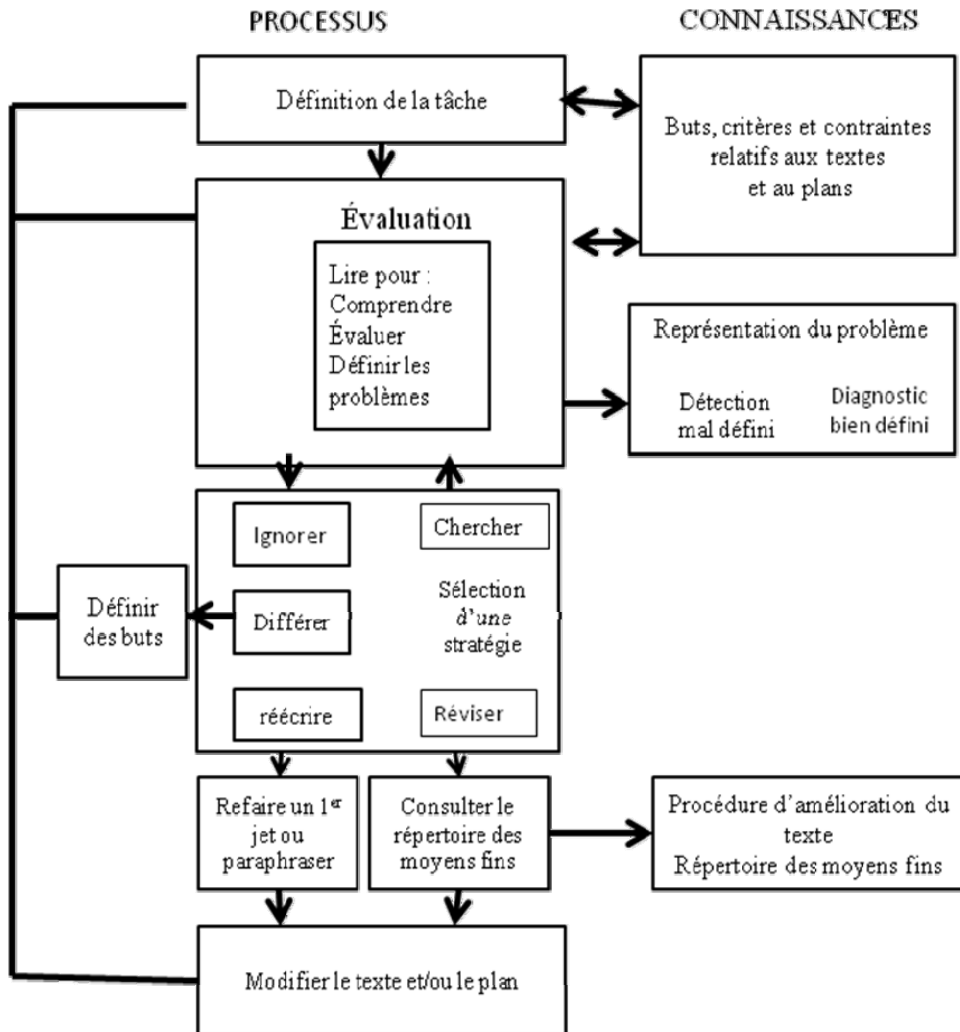 PROCESSUS
CONNAISSANCES
Définition de la tâche
Buts, critères et contraintes
relatifs aux textes
et au plans
Évaluation
Lire pour :
Comprendre
Évaluer
Définir les
problèmes
Représentation du problème
Détection
mal défini
Diagnostic
bien défini
Ignorer
Chercher
Définir
des buts
Différer
Sélection
d'une
stratégie
réécrire
Réviser
Refaire un 1er
jet ou
paraphraser
Consulter le
répertoire des
moyens fins
Procédure d'amélioration du
texte
Répertoire des moyens fins
Modifier le texte et/ou le plan